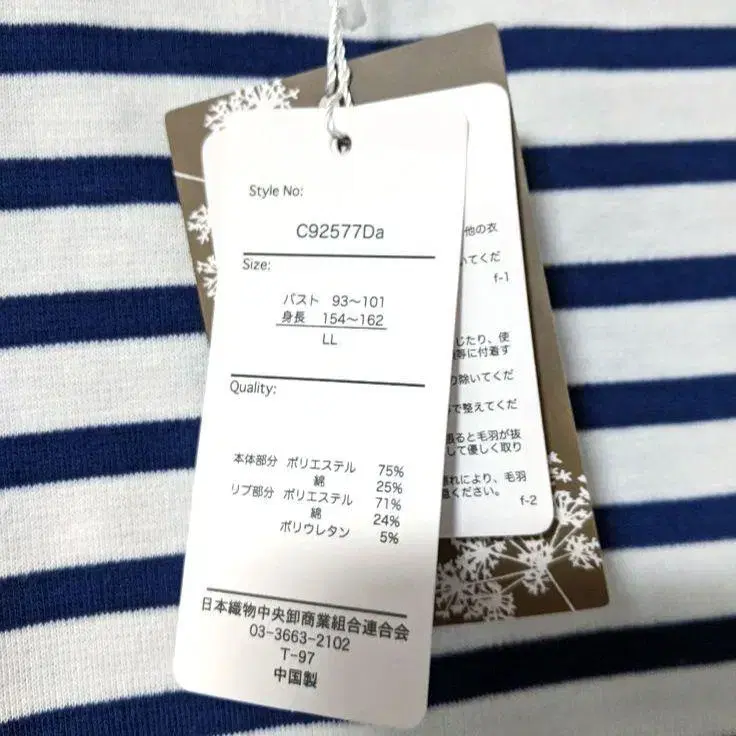 Style No:
C92577Da
Size:
バスト 93〜101
身長 154〜162
LL
Quality:
本体部分 ポリエステル 75%
綿 25%
リブ部分 ポリエステル 71%
綿 24%
ポリウレタン 5%
日本織物中央卸商業組合連合会
03-3663-2102
T-97
中国製
他の衣
いてくだ
f-1
じたり、使
等に付着す
り除いてくだ
で整えてくだ
ると毛羽が抜
して優しく取り
れにより、毛羽
ください。
f-2